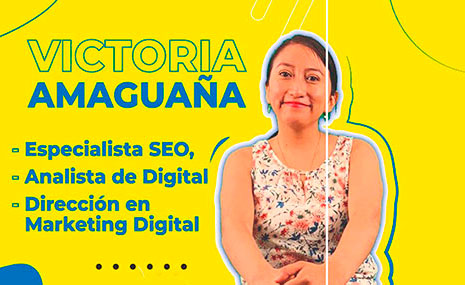 VICTORIA
AMAGUAÑA
- Especialista SEO,
- Analista de Digital
- Dirección en
Marketing Digital